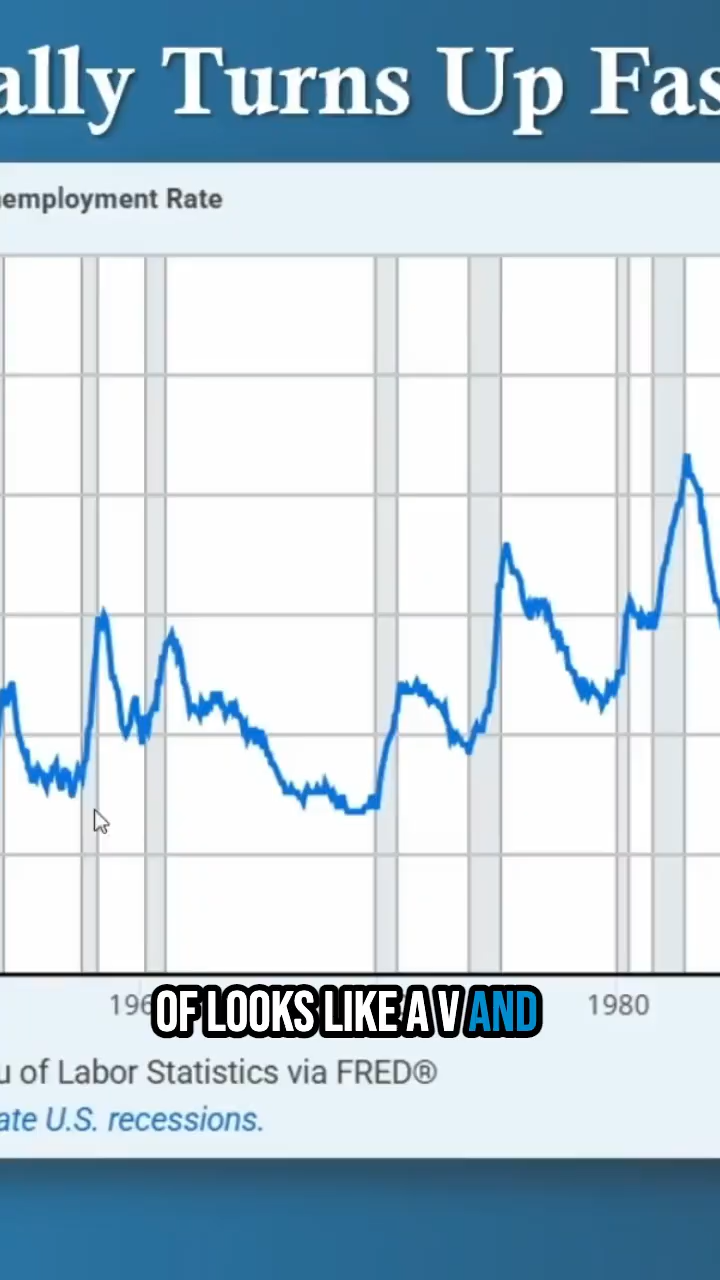 ally Turns Up Fas
employment Rate
196
1980
OF LOOKS LIKE A V AND
u of Labor Statistics via FRED®
ate U.S. recessions.